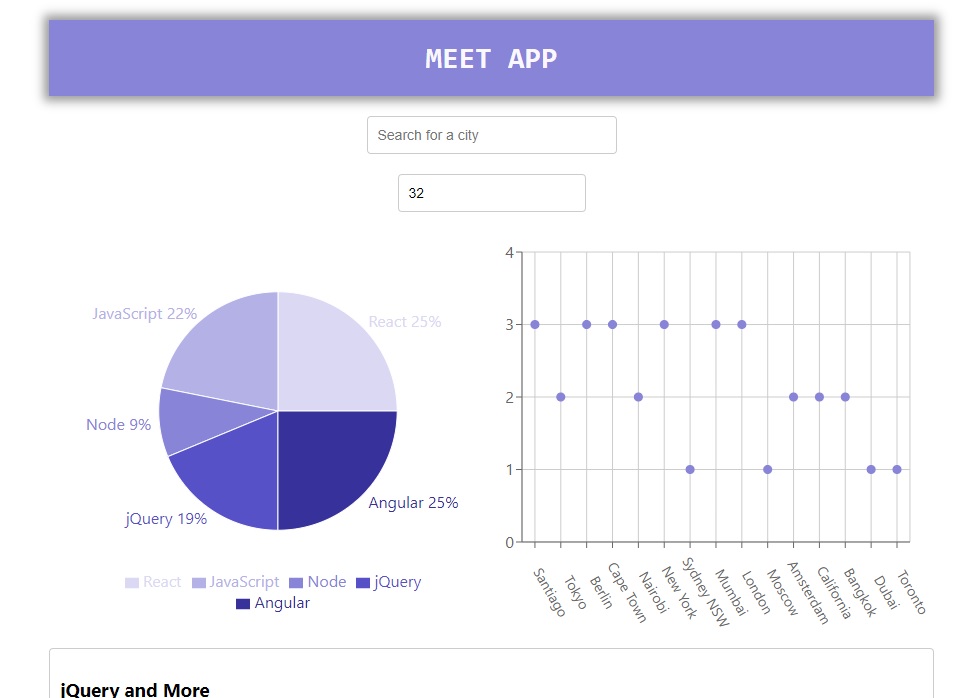 MEET APP
Search for a city
32
JavaScript 22%
React 25%
Node 9%
jQuery 19%
Angular 25%
React JavaScript Node jQuery
Angular
4
3
2
1
0
Santiago
Tokyo
Berlin
Cape Town
Nairobi
New York
Sydney NSW
Mumbai
London
Moscow
Amsterdam
California
Bangkok
Dubai
Toronto
jQuery and More